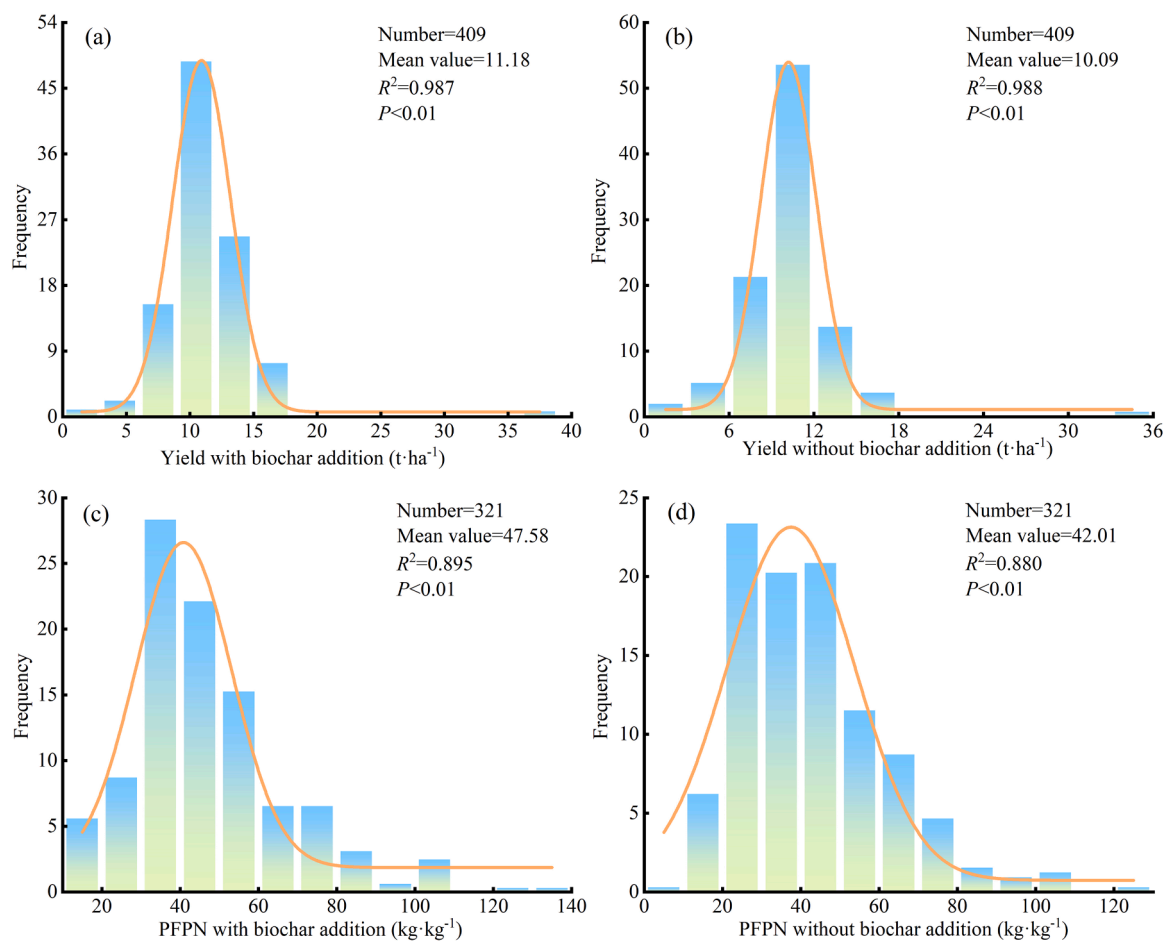 (a)
Number=409
Mean value=11.18
R²=0.987
P<0.01
Frequency
54
45
36
27
18
9
0
0 5 10 15 20 25 30 35 40
Yield with biochar addition (t·ha⁻¹)
(b)
Number=409
Mean value=10.09
R²=0.988
P<0.01
Frequency
60
50
40
30
20
10
0
0 6 12 18 24 30 36
Yield without biochar addition (t·ha⁻¹)
(c)
Number=321
Mean value=47.58
R²=0.895
P<0.01
Frequency
30
25
20
15
10
5
0
20 40 60 80 100 120 140
PFPN with biochar addition (kg·kg⁻¹)
(d)
Number=321
Mean value=42.01
R²=0.880
P<0.01
Frequency
25
20
15
10
5
0
0 20 40 60 80 100 120
PFPN without biochar addition (kg·kg⁻¹)